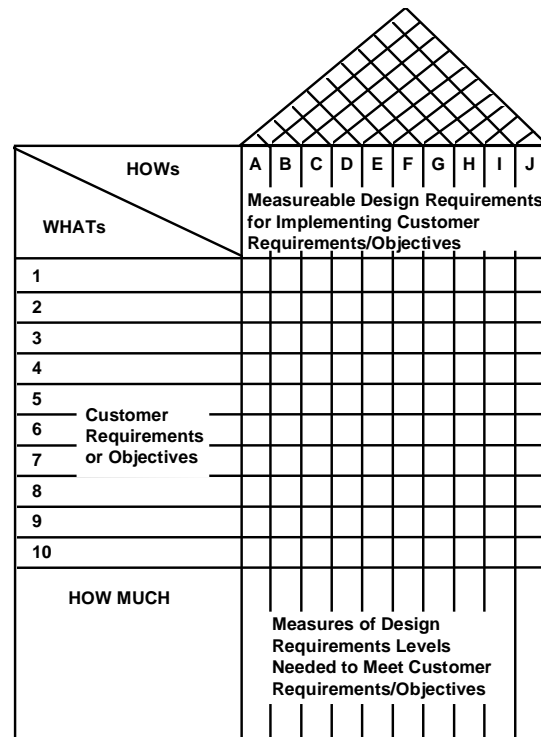 HOWs
A B C D E F G H I J
Measureable Design Requirements
for Implementing Customer
Requirements/Objectives
WHATs
1
2
3
4
5
Customer
6
Requirements
7
or Objectives
8
9
10
HOW MUCH
Measures of Design
Requirements Levels
Needed to Meet Customer
Requirements/Objectives